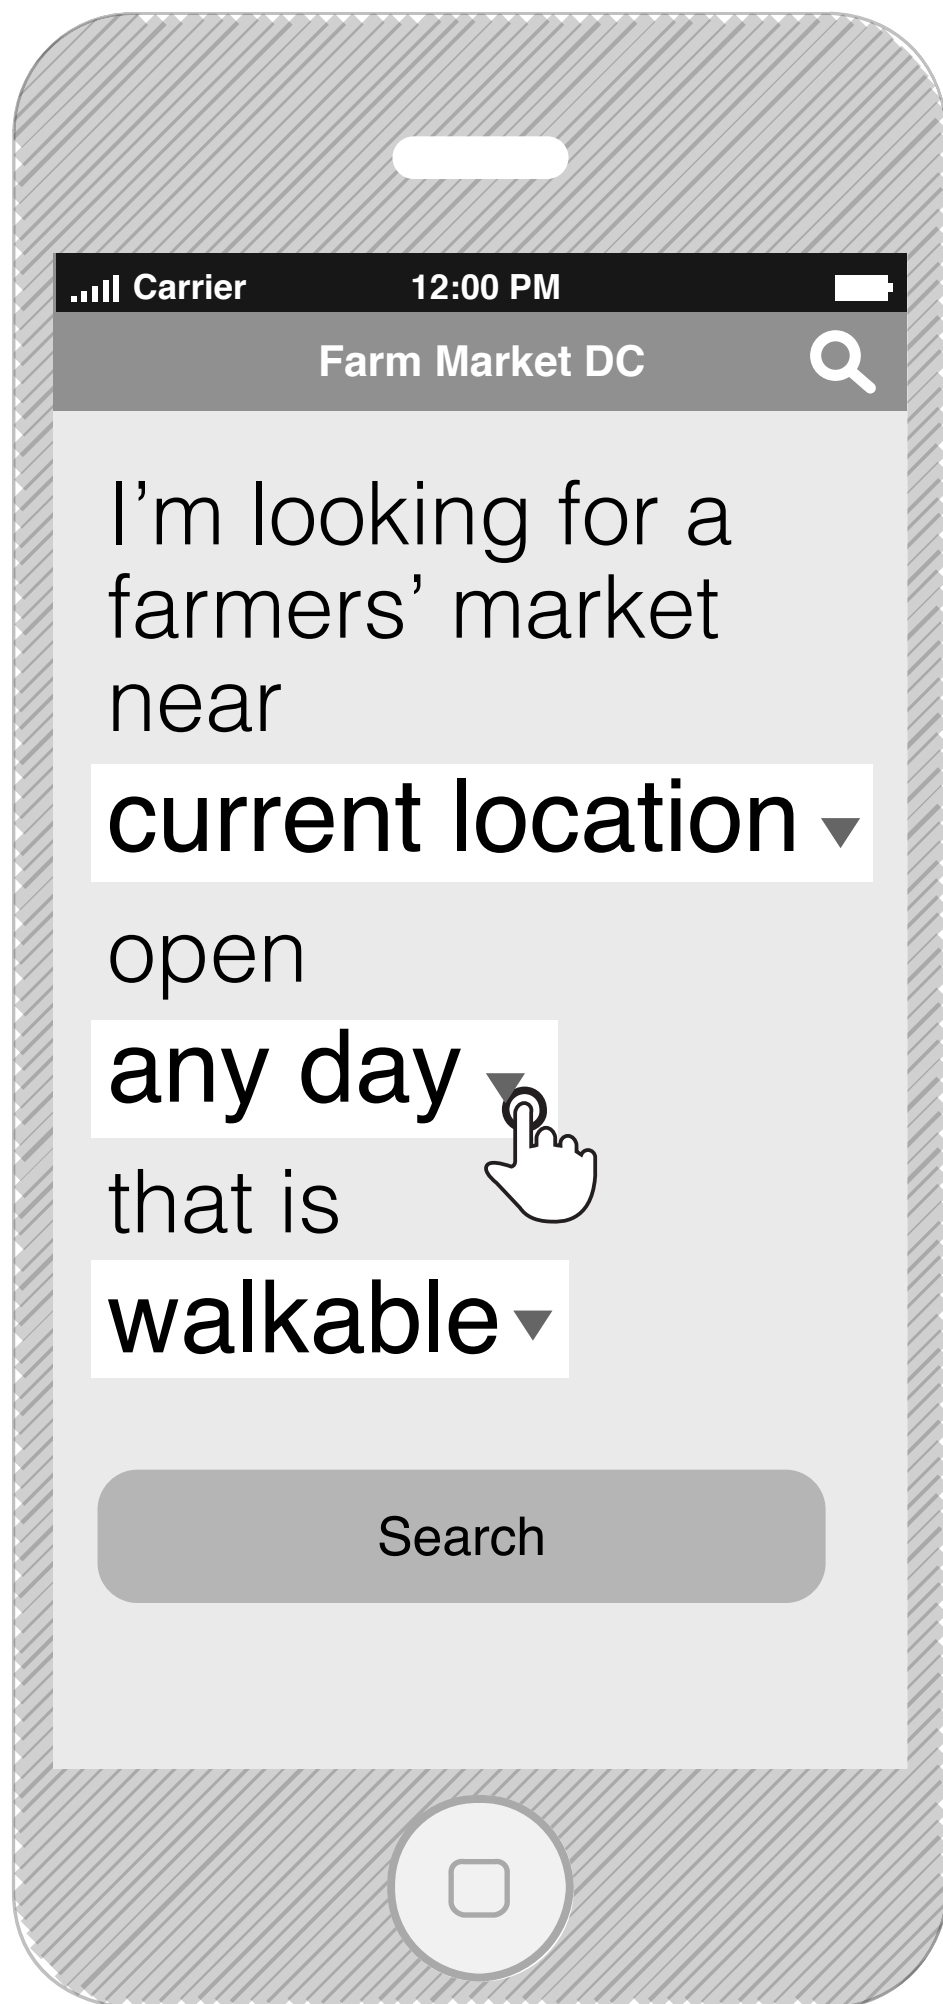 Carrier 12:00 PM
Farm Market DC
I’m looking for a
farmers’ market
near
current location
open
any day
that is
walkable
Search